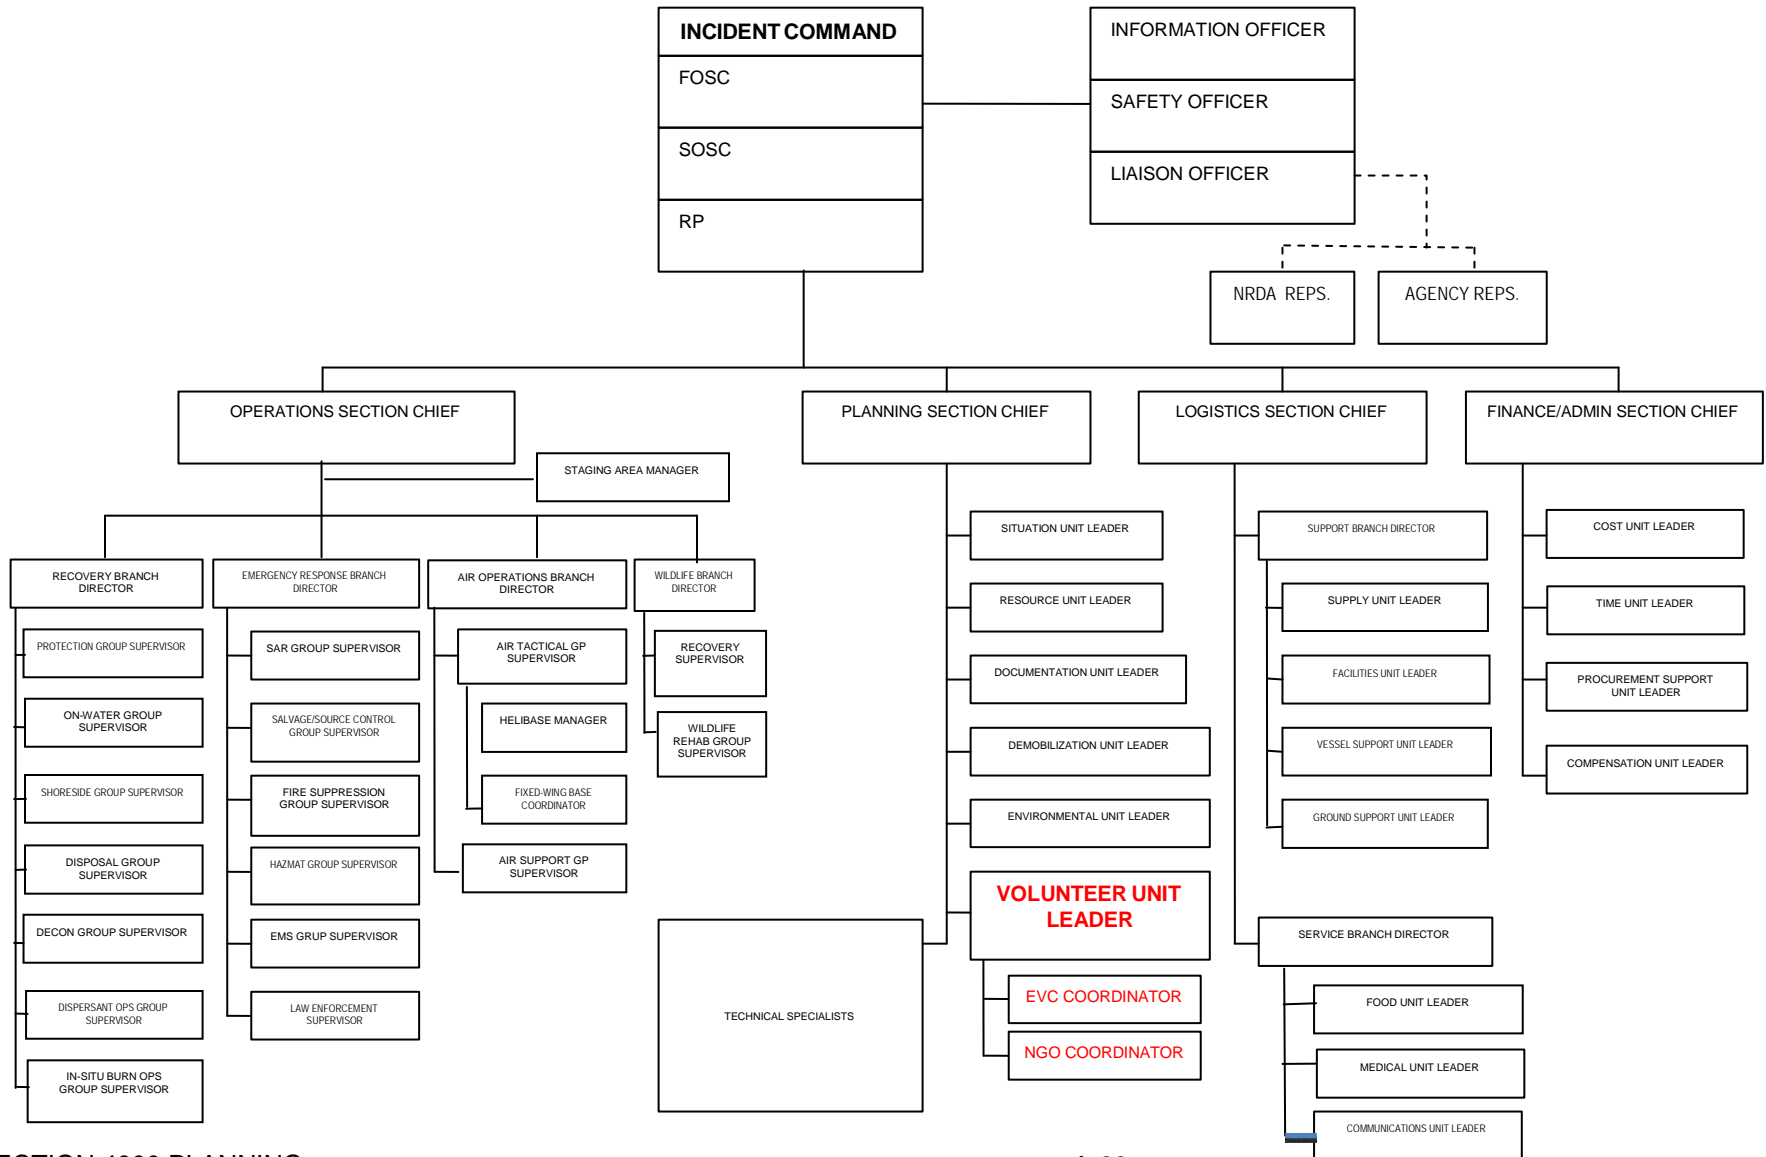 INCIDENT COMMAND
FOSC
SOSC
RP
INFORMATION OFFICER
SAFETY OFFICER
LIAISON OFFICER
NRDA REPS.
AGENCY REPS.
OPERATIONS SECTION CHIEF
PLANNING SECTION CHIEF
LOGISTICS SECTION CHIEF
FINANCE/ADMIN SECTION CHIEF
STAGING AREA MANAGER
RECOVERY BRANCH
DIRECTOR
PROTECTION GROUP SUPERVISOR
ON-WATER GROUP
SUPERVISOR
SHORESIDE GROUP SUPERVISOR
DISPOSAL GROUP
SUPERVISOR
DECON GROUP SUPERVISOR
DISPERSANT OPS GROUP
SUPERVISOR
IN-SITU BURN OPS
GROUP SUPERVISOR
EMERGENCY RESPONSE BRANCH
DIRECTOR
SAR GROUP SUPERVISOR
SALVAGE/SOURCE CONTROL
GROUP SUPERVISOR
FIRE SUPPRESSION
GROUP SUPERVISOR
HAZMAT GROUP SUPERVISOR
EMS GRUP SUPERVISOR
LAW ENFORCEMENT
SUPERVISOR
AIR OPERATIONS BRANCH
DIRECTOR
AIR TACTICAL GP
SUPERVISOR
HELIBASE MANAGER
FIXED-WING BASE
COORDINATOR
AIR SUPPORT GP
SUPERVISOR
WILDLIFE BRANCH
DIRECTOR
RECOVERY
SUPERVISOR
WILDLIFE
REHAB GROUP
SUPERVISOR
SITUATION UNIT LEADER
RESOURCE UNIT LEADER
DOCUMENTATION UNIT LEADER
DEMOBILIZATION UNIT LEADER
ENVIRONMENTAL UNIT LEADER
VOLUNTEER UNIT
LEADER
EVC COORDINATOR
NGO COORDINATOR
TECHNICAL SPECIALISTS
SUPPORT BRANCH DIRECTOR
SUPPLY UNIT LEADER
FACILITIES UNIT LEADER
VESSEL SUPPORT UNIT LEADER
GROUND SUPPORT UNIT LEADER
SERVICE BRANCH DIRECTOR
FOOD UNIT LEADER
MEDICAL UNIT LEADER
COMMUNICATIONS UNIT LEADER
COST UNIT LEADER
TIME UNIT LEADER
PROCUREMENT SUPPORT
UNIT LEADER
COMPENSATION UNIT LEADER
PLANNING